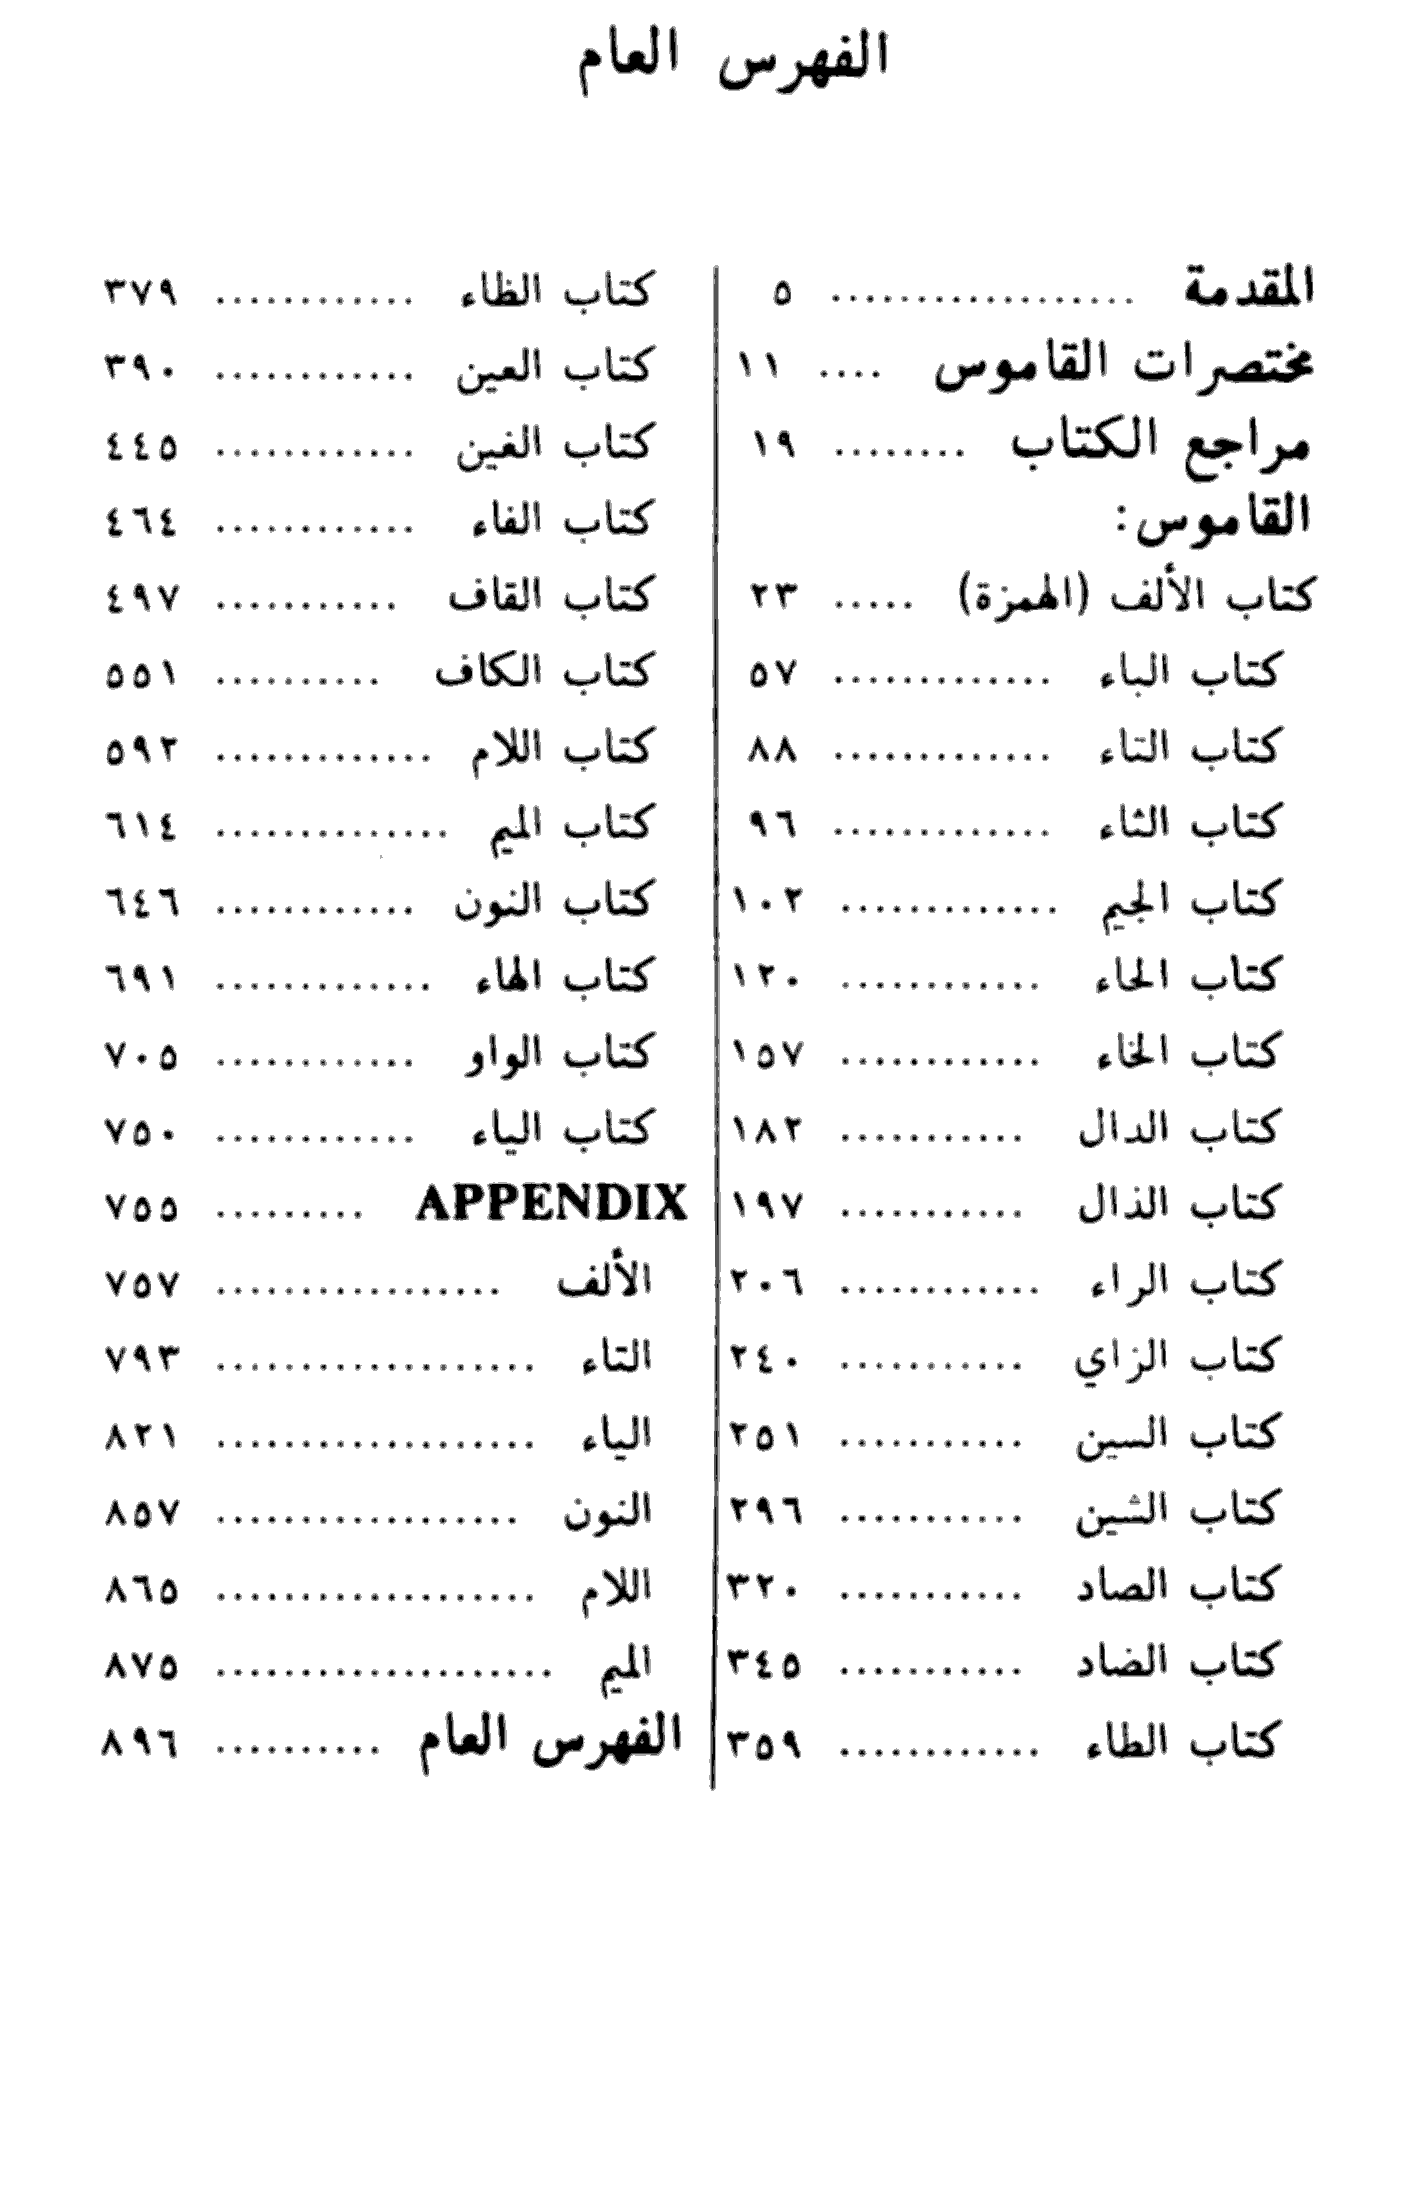 الفهرس العام
المقدمة .................. ٥
مختصرات القاموس .... ١١
مراجع الكتاب ........ ١٩
القاموس:
كتاب الألف (الهمزة) ..... ٢٣
كتاب الباء ............. ٥٧
كتاب التاء ............. ٨٨
كتاب الثاء ............. ٩٦
كتاب الجيم ............. ١٠٢
كتاب الحاء ............ ١٢٠
كتاب الخاء ............ ١٥٧
كتاب الدال ........... ١٨٢
كتاب الذال ........... ١٩٧
كتاب الراء ............ ٢٠٦
كتاب الزاي ........... ٢٤٠
كتاب السين ........... ٢٥١
كتاب الشين ........... ٢٩٦
كتاب الصاد ........... ٣٢٠
كتاب الضاد ........... ٣٤٥
كتاب الطاء ............ ٣٥٩
كتاب الظاء ............ ٣٧٩
كتاب العين ............ ٣٩٠
كتاب الغين ............ ٤٤٥
كتاب الفاء ............ ٤٦٤
كتاب القاف ........... ٤٩٧
كتاب الكاف .......... ٥٥١
كتاب اللام ............. ٥٩٢
كتاب الميم .............. ٦١٤
كتاب النون ............ ٦٤٦
كتاب الهاء ............. ٦٩١
كتاب الواو ............ ٧٠٥
كتاب الياء ............ ٧٥٠
APPENDIX ......... ٧٥٥
الألف ................. ٧٥٧
التاء ................... ٧٩٣
الياء ................... ٨٢١
النون .................. ٨٥٧
اللام ................... ٨٦٥
الميم .................... ٨٧٥
الفهرس العام .......... ٨٩٦